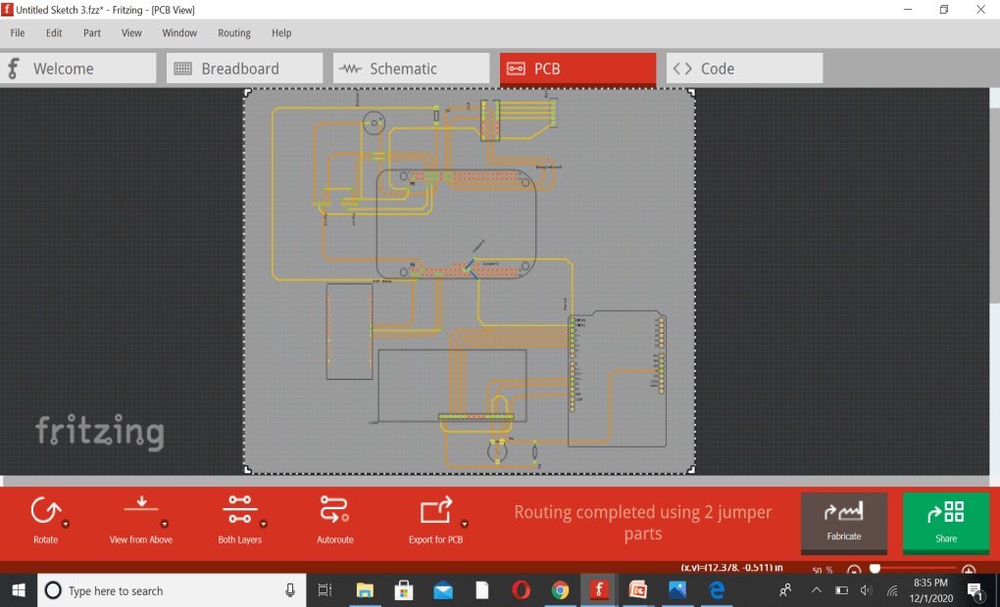 Untitled Sketch 3.fzz* - Fritzing - [PCB View]
File Edit Part View Window Routing Help
Welcome Breadboard Schematic PCB Code
fritzing
Rotate View from Above Both Layers Autoroute Export for PCB
Routing completed using 2 jumper
parts
Fabricate Share
(x,y)=(12.378, -0.511) in 50 %
Type here to search
8:35 PM
12/1/2020
1